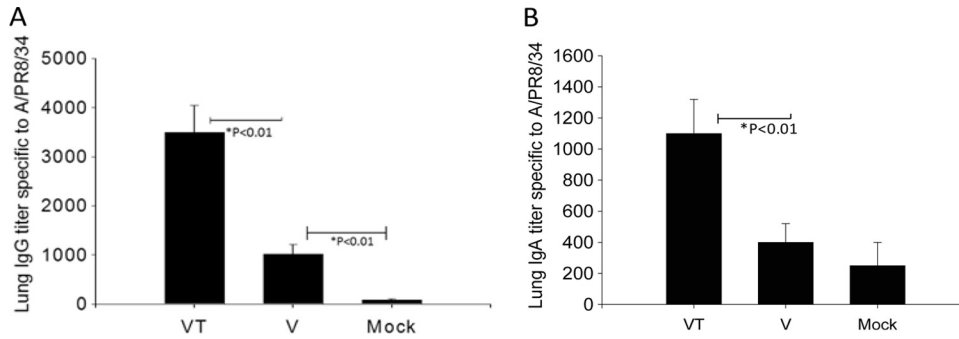 A
Lung IgG titer specific to A/PR8/34
5000
4000
3000
2000
1000
0
*P<0.01
*P<0.01
VT V Mock
B
Lung IgA titer specific to A/PR8/34
1600
1400
1200
1000
800
600
400
200
0
*P<0.01
VT V Mock